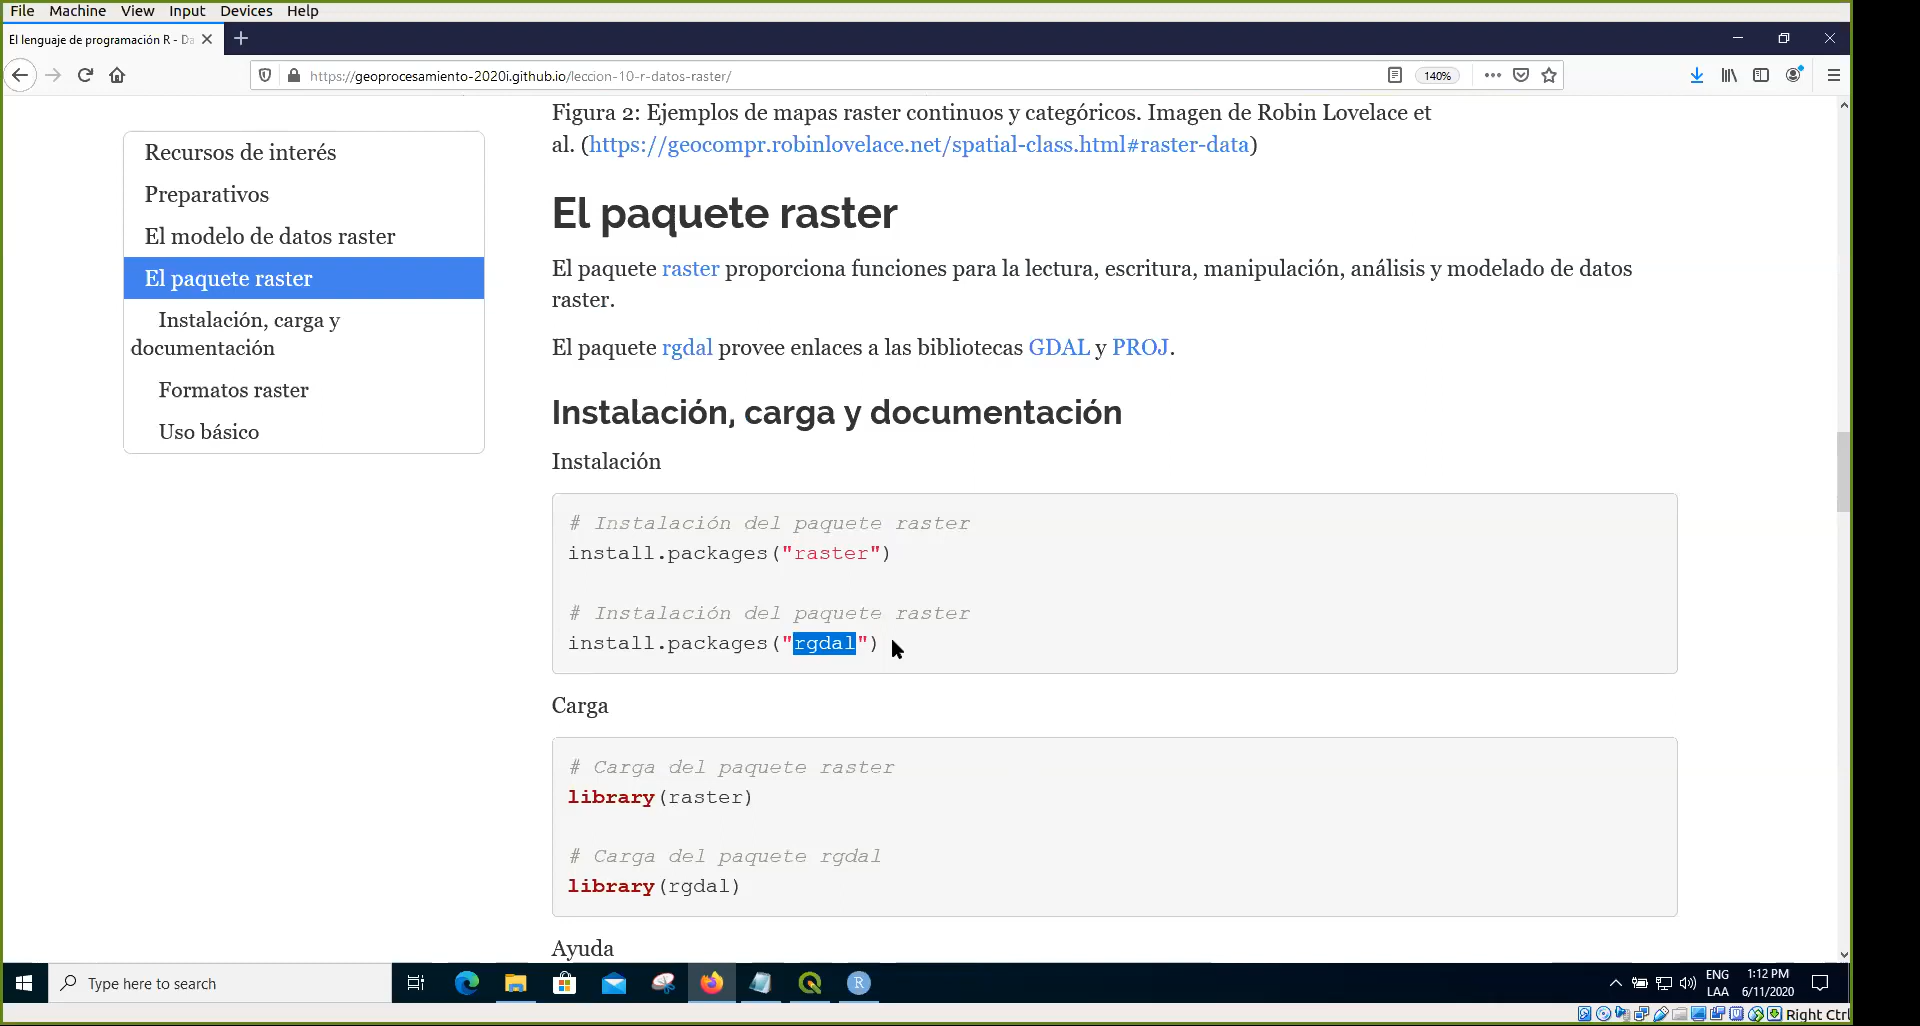 File Machine View Input Devices Help
El lenguaje de programación R - Da
https://geoprocesamiento-2020i.github.io/leccion-10-r-datos-raster/
140%
Recursos de interés
Preparativos
El modelo de datos raster
El paquete raster
Instalación, carga y
documentación
Formatos raster
Uso básico
Figura 2: Ejemplos de mapas raster continuos y categóricos. Imagen de Robin Lovelace et
al. (https://geocompr.robinlovelace.net/spatial-class.html#raster-data)
El paquete raster
El paquete raster proporciona funciones para la lectura, escritura, manipulación, análisis y modelado de datos
raster.
El paquete rgdal provee enlaces a las bibliotecas GDAL y PROJ.
Instalación, carga y documentación
Instalación
# Instalación del paquete raster
install.packages("raster")
# Instalación del paquete raster
install.packages("rgdal")
Carga
# Carga del paquete raster
library(raster)
# Carga del paquete rgdal
library(rgdal)
Ayuda
Type here to search
R
ENG
LAA
1:12 PM
6/11/2020
Right Ctrl